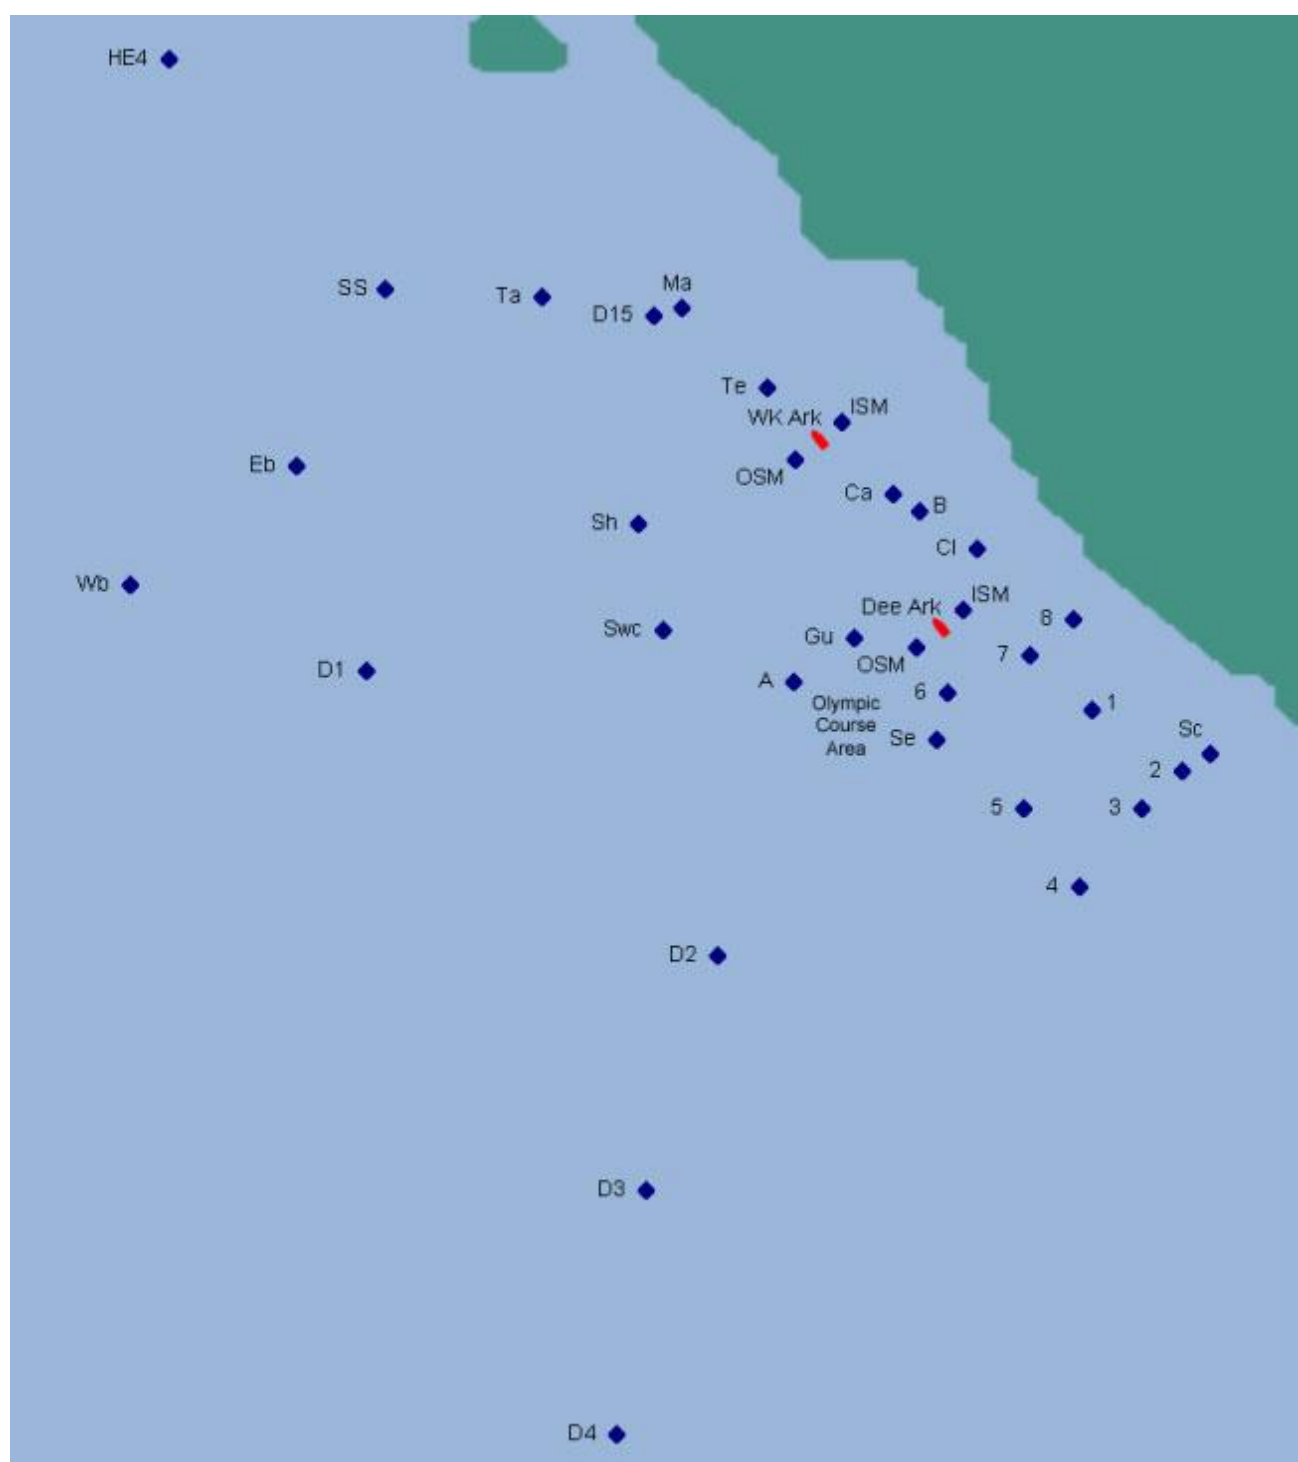 HE4
SS
Ta
Ma
D15
Te
ISM
WK Ark
Eb
OSM
Ca
B
Sh
Cl
Wb
ISM
Dee Ark
8
Swc
Gu
7
OSM
D1
A
6
Olympic
Course
Area
1
Se
Sc
2
5
3
4
D2
D3
D4